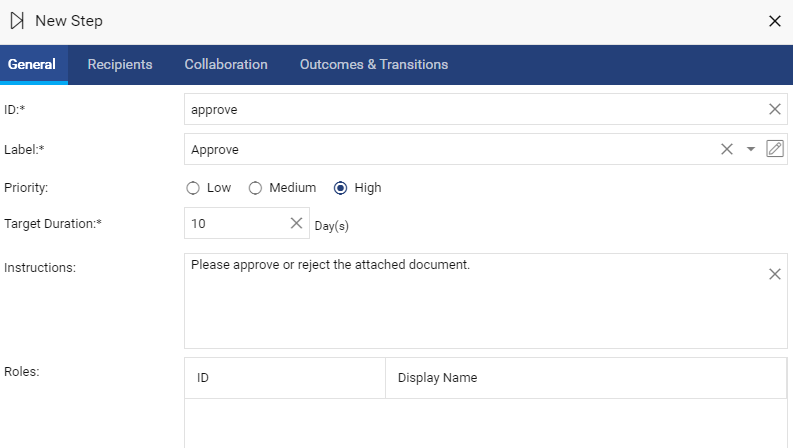 New Step
General Recipients Collaboration Outcomes & Transitions
ID:* approve
Label:* Approve
Priority: Low Medium High
Target Duration:* 10 Day(s)
Instructions: Please approve or reject the attached document.
Roles: ID Display Name